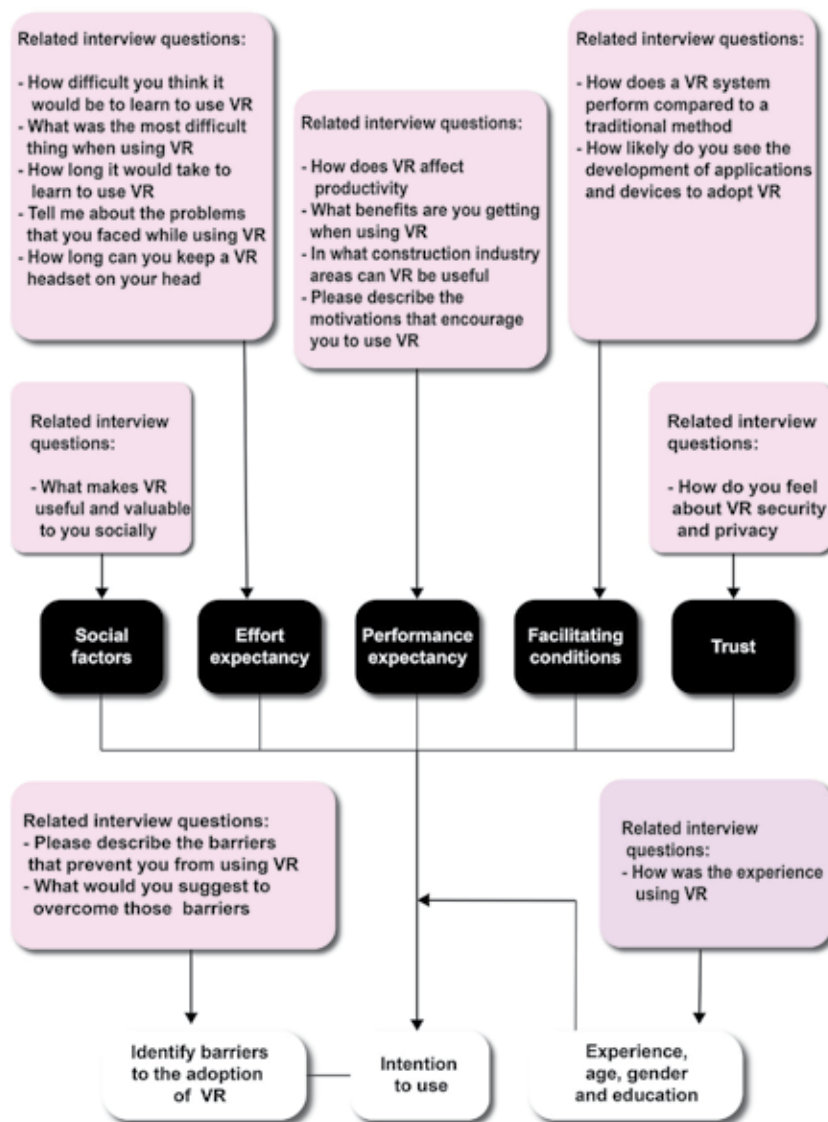 Related interview questions:
- How difficult you think it
would be to learn to use VR
- What was the most difficult
thing when using VR
- How long it would take to
learn to use VR
- Tell me about the problems
that you faced while using VR
- How long can you keep a VR
headset on your head
Related interview questions:
- How does VR affect
productivity
- What benefits are you getting
when using VR
- In what construction industry
areas can VR be useful
- Please describe the
motivations that encourage
you to use VR
Related interview questions:
- How does a VR system
perform compared to a
traditional method
- How likely do you see the
development of applications
and devices to adopt VR
Related interview
questions:
- What makes VR
useful and valuable
to you socially
Related interview
questions:
- How do you feel
about VR security
and privacy
Social
factors
Effort
expectancy
Performance
expectancy
Facilitating
conditions
Trust
Related interview questions:
- Please describe the barriers
that prevent you from using VR
- What would you suggest to
overcome those barriers
Related interview
questions:
- How was the experience
using VR
Identify barriers
to the adoption
of VR
Intention
to use
Experience,
age, gender
and education